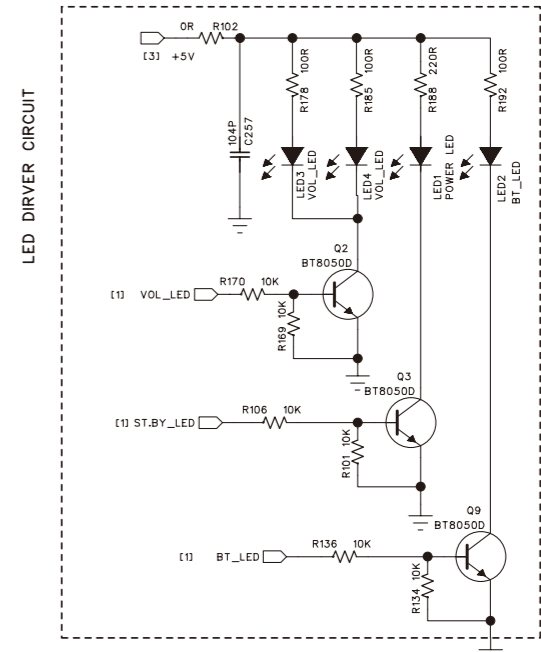 LED DIRVER CIRCUIT
0R R102
[3] +5V
104P
C257
100R
R178
100R
R185
220R
R188
100R
R192
LED3
VOL_LED
LED4
VOL_LED
LED1
POWER LED
LED2
BT_LED
Q2
BT8050D
[1] VOL_LED
R170 10K
R169 10K
Q3
BT8050D
[1] ST.BY_LED
R106 10K
R101 10K
Q9
BT8050D
[1] BT_LED
R136 10K
R134 10K